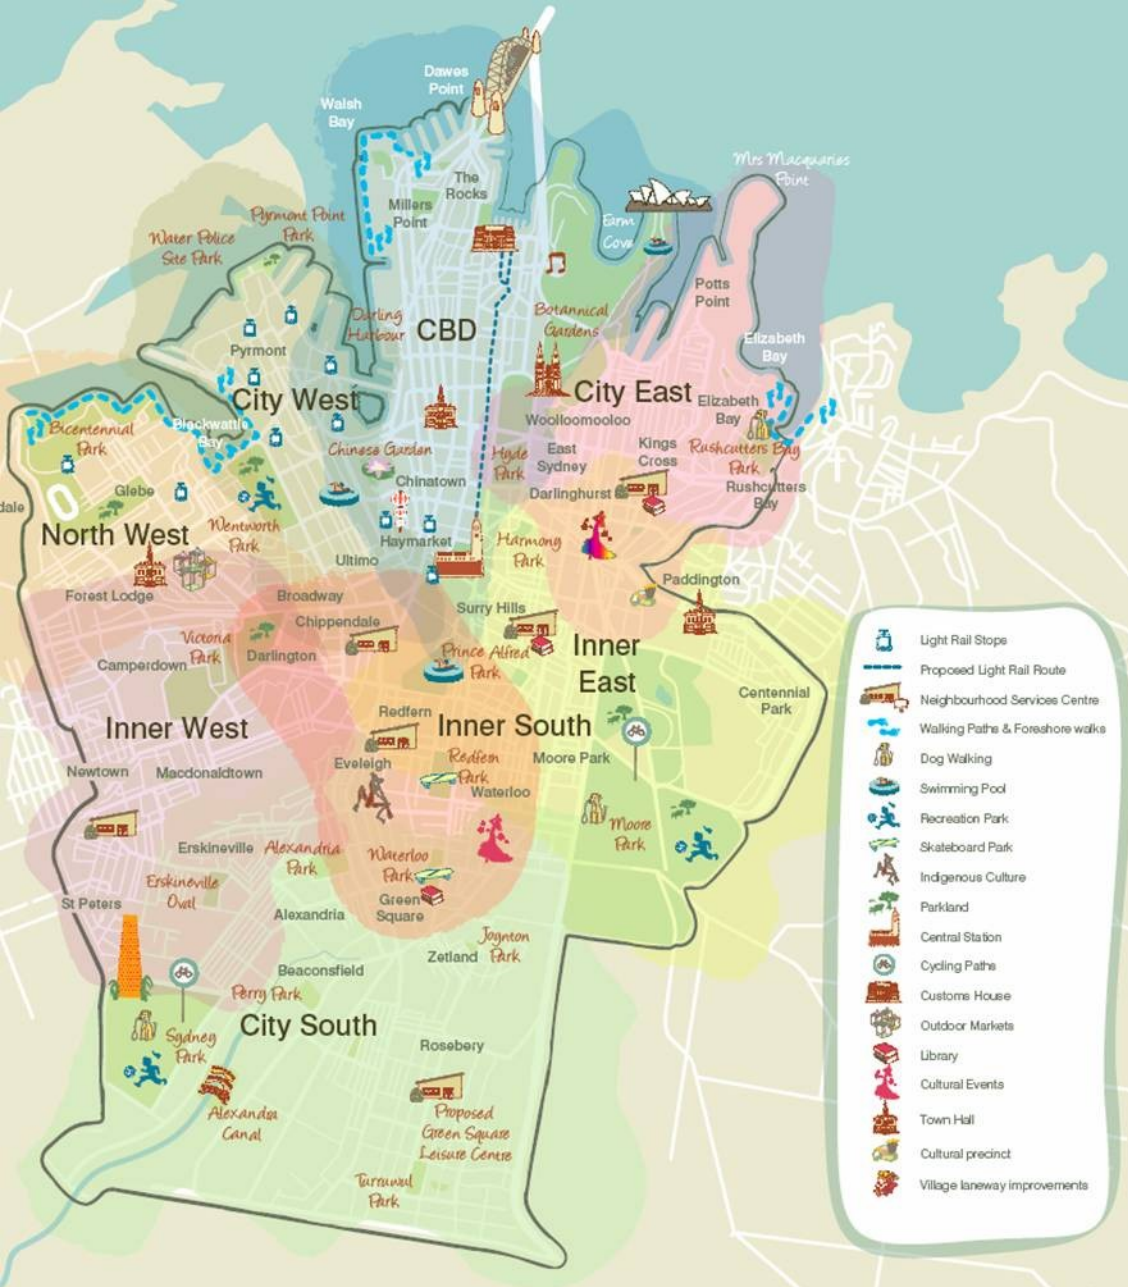 Dawes
Point
Walsh
Bay
Mrs Macquaries
Point
The
Rocks
Millers
Point
Pyrmont Point
Park
Water Police
Site Park
Farm
Cove
Potts
Point
Darling
Harbour
CBD
Botannical
Gardens
Elizabeth
Bay
Pyrmont
City West
City East
Elizabeth
Bay
Bicentennial
Park
Blackwattle
Bay
Woolloomooloo
Chinese Garden
Hyde
Park
East
Sydney
Kings
Cross
Rushcutters Bay
Park
Chinatown
Glebe
Darlinghurst
Rushcutters
Bay
dale
North West
Wentworth
Park
Haymarket
Harmony
Park
Ultimo
Paddington
Forest Lodge
Broadway
Surry Hills
Chippendale
Victoria
Park
Darlington
Camperdown
Prince Alfred
Park
Inner
East
Centennial
Park
Redfern
Inner West
Inner South
Redfern
Park
Moore Park
Eveleigh
Newtown
Macdonaldtown
Waterloo
Moore
Park
Erskineville
Alexandria
Park
Waterloo
Park
Erskineville
Oval
St Peters
Green
Square
Alexandria
Joynton
Park
Zetland
Beaconsfield
Perry Park
City South
Sydney
Park
Rosebery
Alexandra
Canal
Proposed
Green Square
Leisure Centre
Turruwul
Park
Light Rail Stops
Proposed Light Rail Route
Neighbourhood Services Centre
Walking Paths & Foreshore walks
Dog Walking
Swimming Pool
Recreation Park
Skateboard Park
Indigenous Culture
Parkland
Central Station
Cycling Paths
Customs House
Outdoor Markets
Library
Cultural Events
Town Hall
Cultural precinct
Village laneway improvements